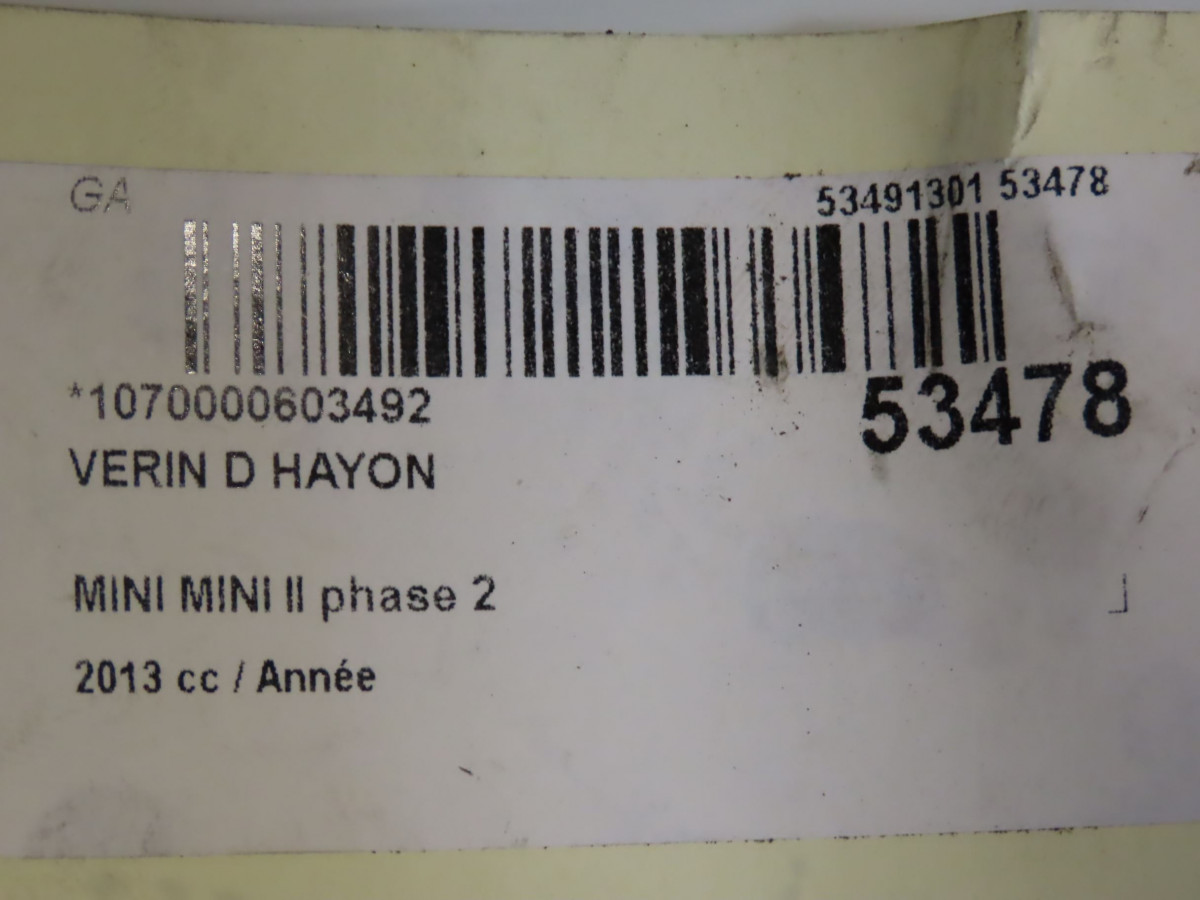 GA
53491301 53478
*1070000603492
53478
VERIN D HAYON
MINI MINI II phase 2
2013 cc / Année